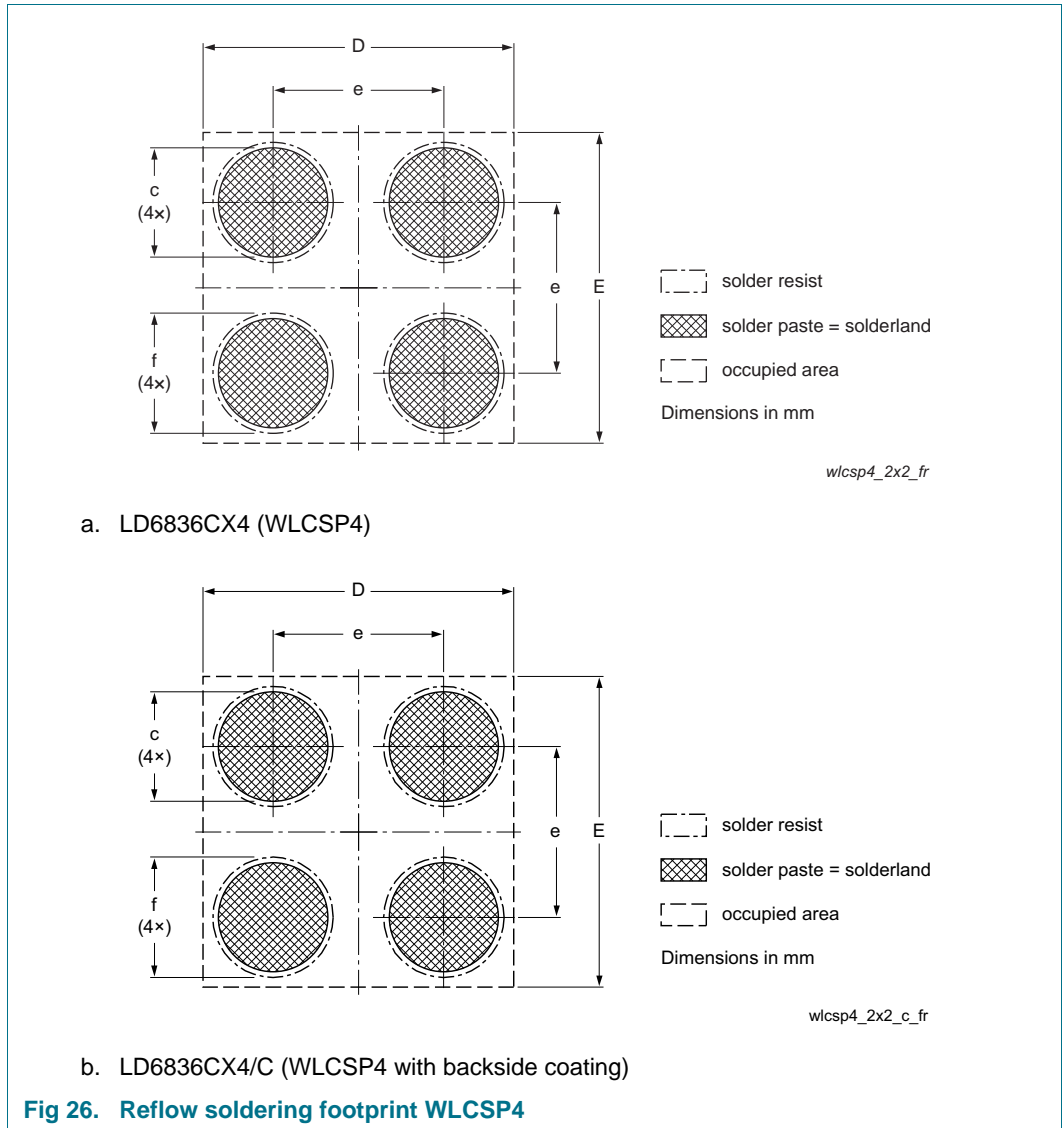 D
e
c
(4×)
f
(4×)
e
E
solder resist
solder paste = solderland
occupied area
Dimensions in mm
wlcsp4_2x2_fr
a. LD6836CX4 (WLCSP4)
D
e
c
(4×)
f
(4×)
e
E
solder resist
solder paste = solderland
occupied area
Dimensions in mm
wlcsp4_2x2_c_fr
b. LD6836CX4/C (WLCSP4 with backside coating)
Fig 26. Reflow soldering footprint WLCSP4